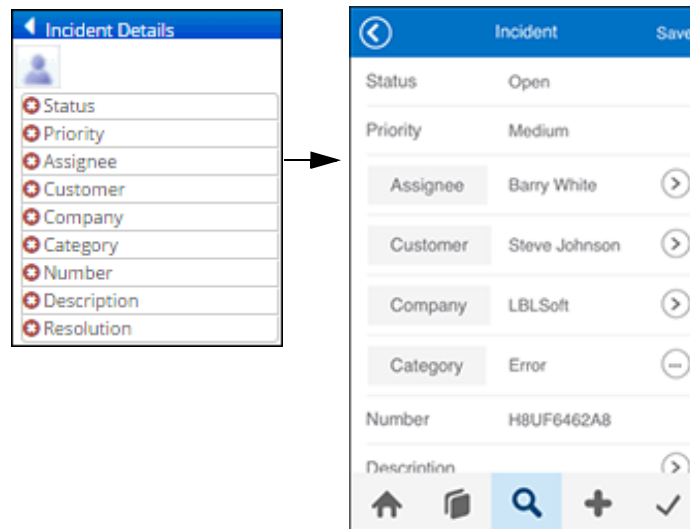 Incident Details
Status
Priority
Assignee
Customer
Company
Category
Number
Description
Resolution
Incident Save
Status Open
Priority Medium
Assignee Barry White
Customer Steve Johnson
Company LBLSoft
Category Error
Number H8UF6462A8
Description